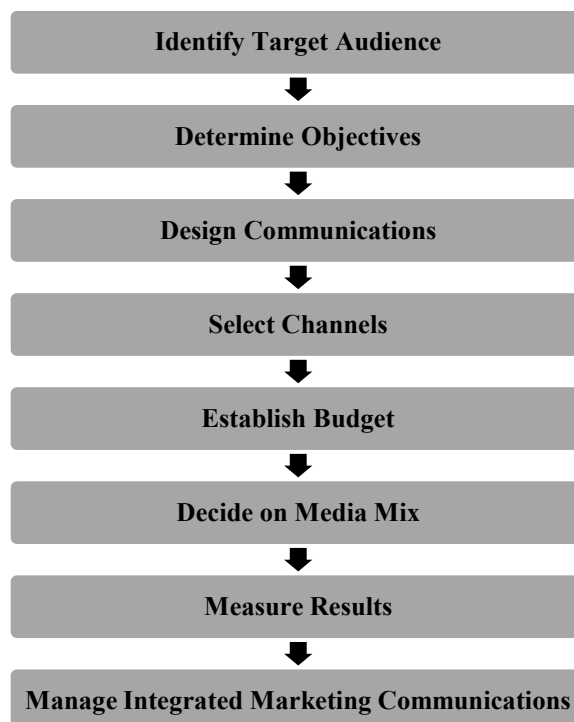 Identify Target Audience
Determine Objectives
Design Communications
Select Channels
Establish Budget
Decide on Media Mix
Measure Results
Manage Integrated Marketing Communications